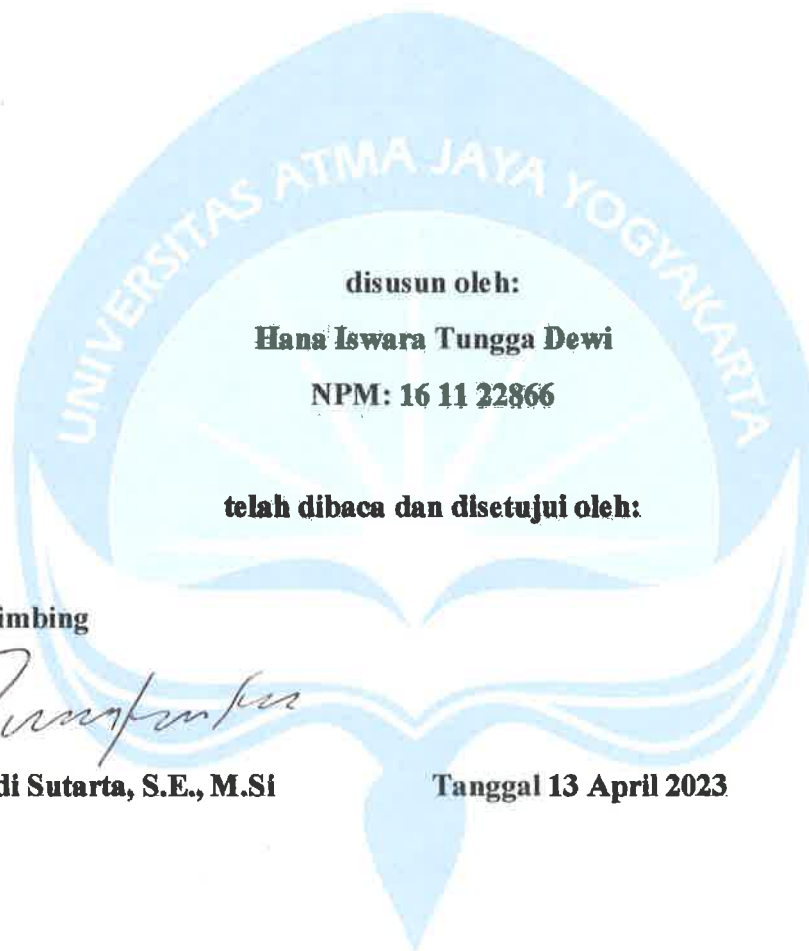 UNIVERSITAS ATMA JAYA YOGYAKARTA
disusun oleh:
Hana Iswara Tungga Dewi
NPM: 16 11 22866
telah dibaca dan disetujui oleh:
imbing
di Sutarta, S.E., M.Si
Tanggal 13 April 2023